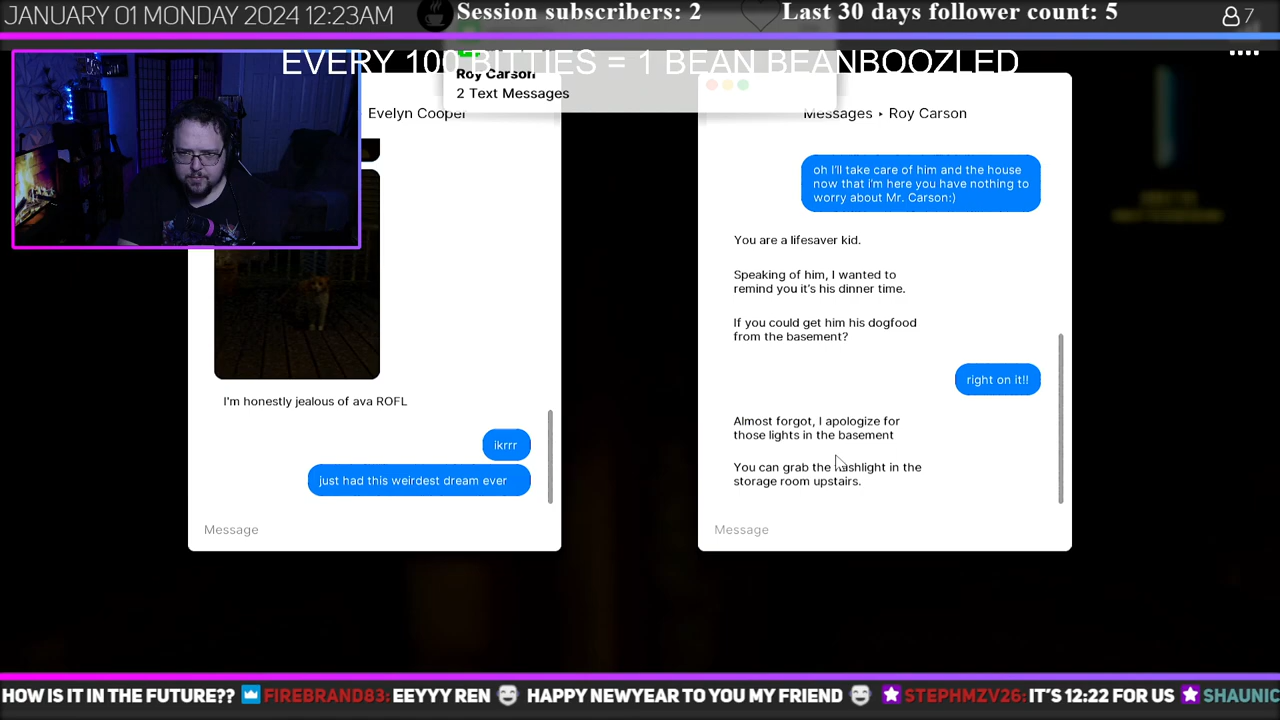 JANUARY 01 MONDAY 2024 12:23AM
Session subscribers: 2
Last 30 days follower count: 5
7
EVERY 100 BITTIES = 1 BEAN BEANBOOZLED
Roy Carson
2 Text Messages
Evelyn Cooper
I'm honestly jealous of ava ROFL
ikrrr
just had this weirdest dream ever
Message
Messages ▸ Roy Carson
oh I'll take care of him and the house
now that i'm here you have nothing to
worry about Mr. Carson:)
You are a lifesaver kid.
Speaking of him, I wanted to
remind you it's his dinner time.
If you could get him his dogfood
from the basement?
right on it!!
Almost forgot, I apologize for
those lights in the basement
You can grab the flashlight in the
storage room upstairs.
Message
HOW IS IT IN THE FUTURE?? FIREBRAND83: EEYYY REN HAPPY NEWYEAR TO YOU MY FRIEND STEPHMZV26: IT'S 12:22 FOR US SHAUNIC